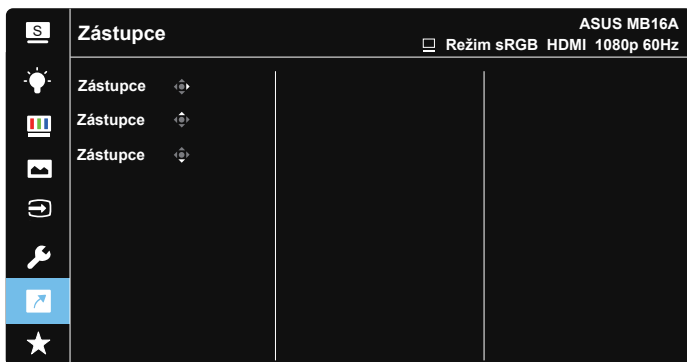 S
Zástupce
ASUS MB16A
Režim sRGB HDMI 1080p 60Hz
Zástupce
Zástupce
Zástupce